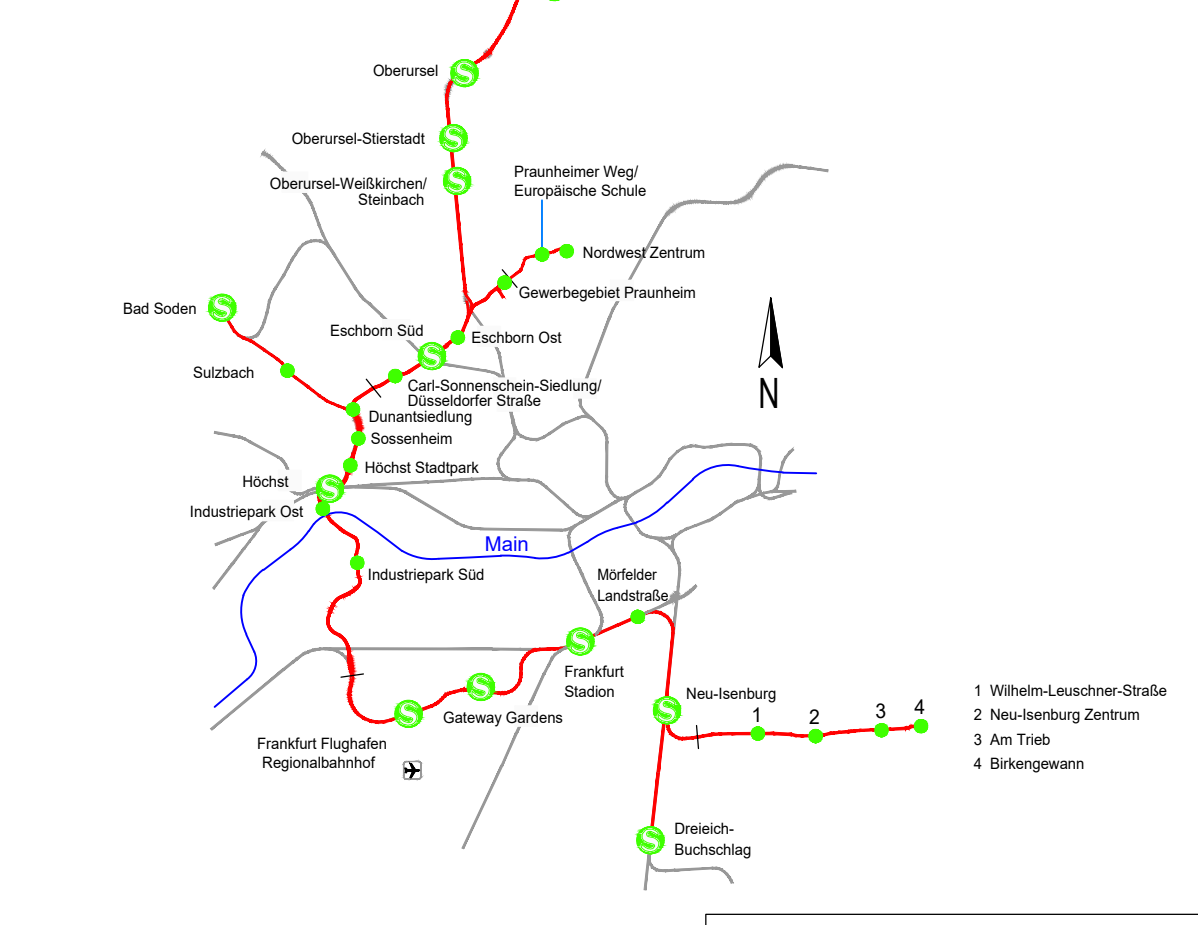 Oberursel
Oberursel-Stierstadt
Oberursel-Weißkirchen/
Steinbach
Praunheimer Weg/
Europäische Schule
Nordwest Zentrum
Gewerbegebiet Praunheim
Bad Soden
Eschborn Süd
Eschborn Ost
Sulzbach
Carl-Sonnenschein-Siedlung/
Düsseldorfer Straße
Dunantsiedlung
Sossenheim
Höchst Stadtpark
Höchst
Industriepark Ost
N
Main
Industriepark Süd
Mörfelder
Landstraße
Frankfurt
Stadion
Gateway Gardens
Frankfurt Flughafen
Regionalbahnhof
Neu-Isenburg
1
2
3
4
1 Wilhelm-Leuschner-Straße
2 Neu-Isenburg Zentrum
3 Am Trieb
4 Birkengewann
Dreieich-
Buchschlag
S
S
S
S
S
S
S
S
S
S
S